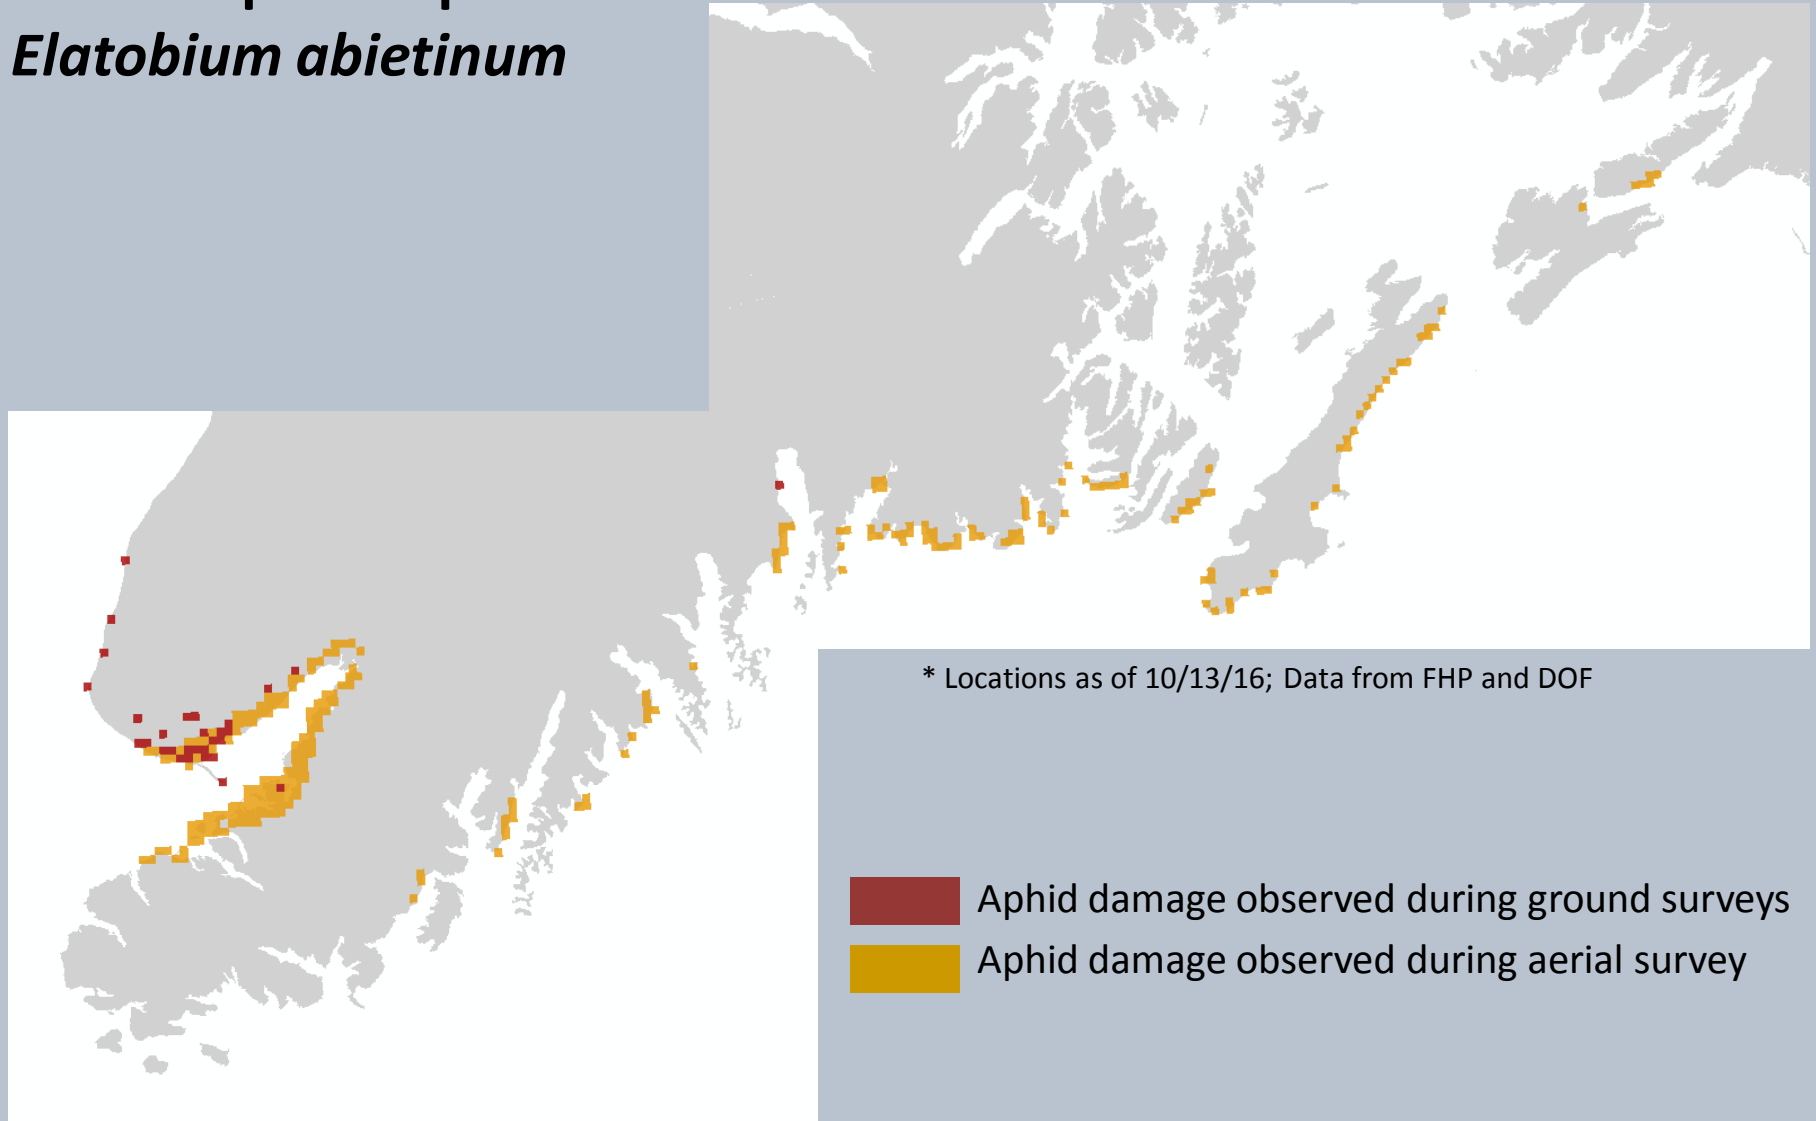 Elatobium abietinum
* Locations as of 10/13/16; Data from FHP and DOF
Aphid damage observed during ground surveys
Aphid damage observed during aerial survey